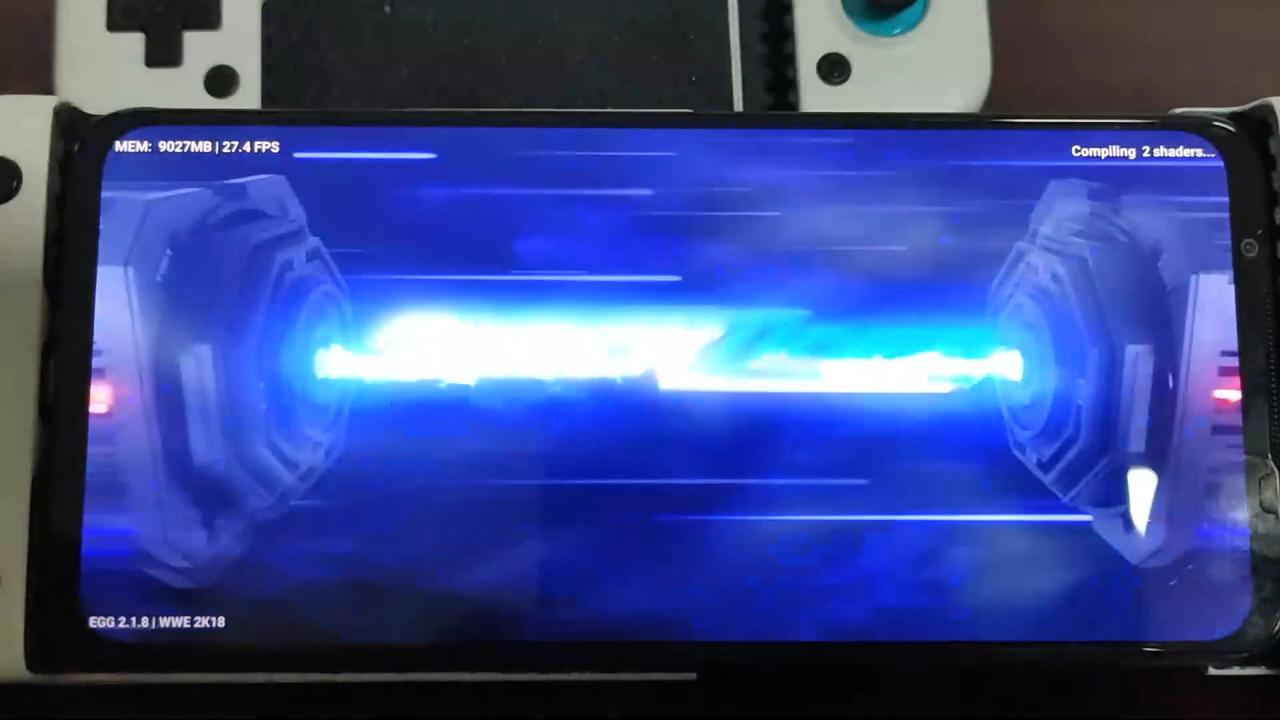 MEM: 9027MB | 27.4 FPS
Compiling 2 shaders...
EGG 2.1.8 | WWE 2K18